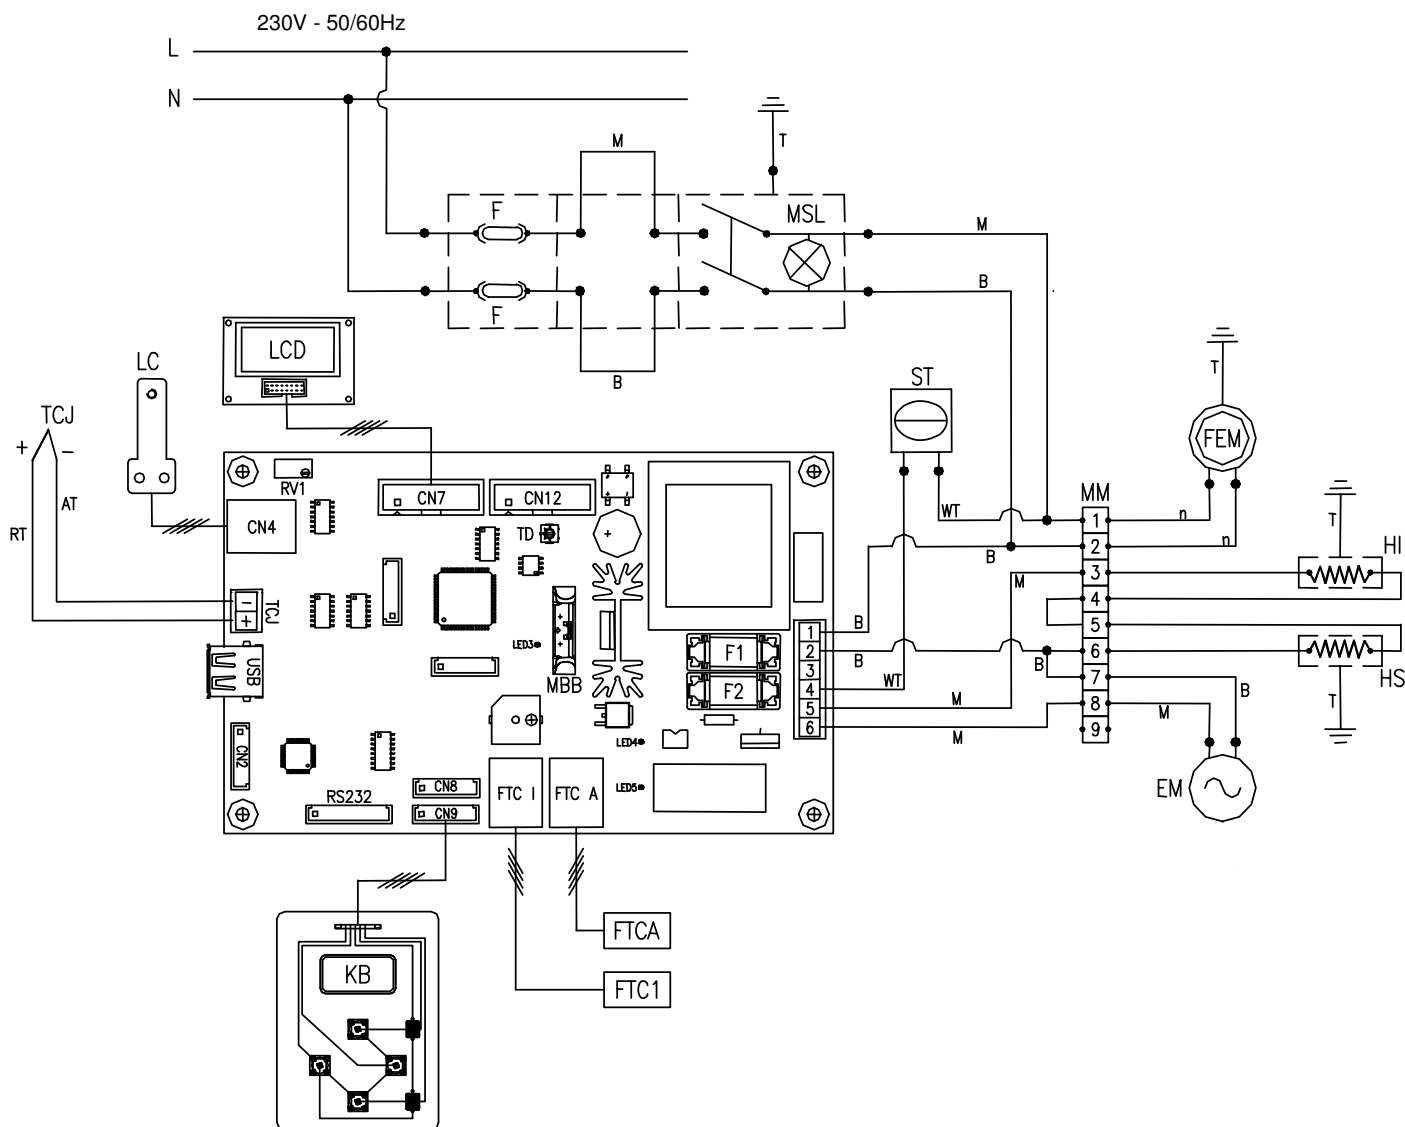 230V - 50/60Hz
L
N
M
T
F
MSL
M
F
B
B
LCD
LC
ST
T
TCJ
FEM
+ -
AT
RT
RV1
CN7
CN12
MM
CN4
TD
WT
1
n
T
HI
B
2
n
M
3
4
TCJ
-
+
5
LED3
1
B
F1
2
B
6
B
HS
USB
MBB
3
7
B
T
F2
4
WT
5
M
8
M
6
M
9
LED4
CN2
EM
RS232
CN8
CN9
FTC I
FTC A
LED5
FTCA
KB
FTC1